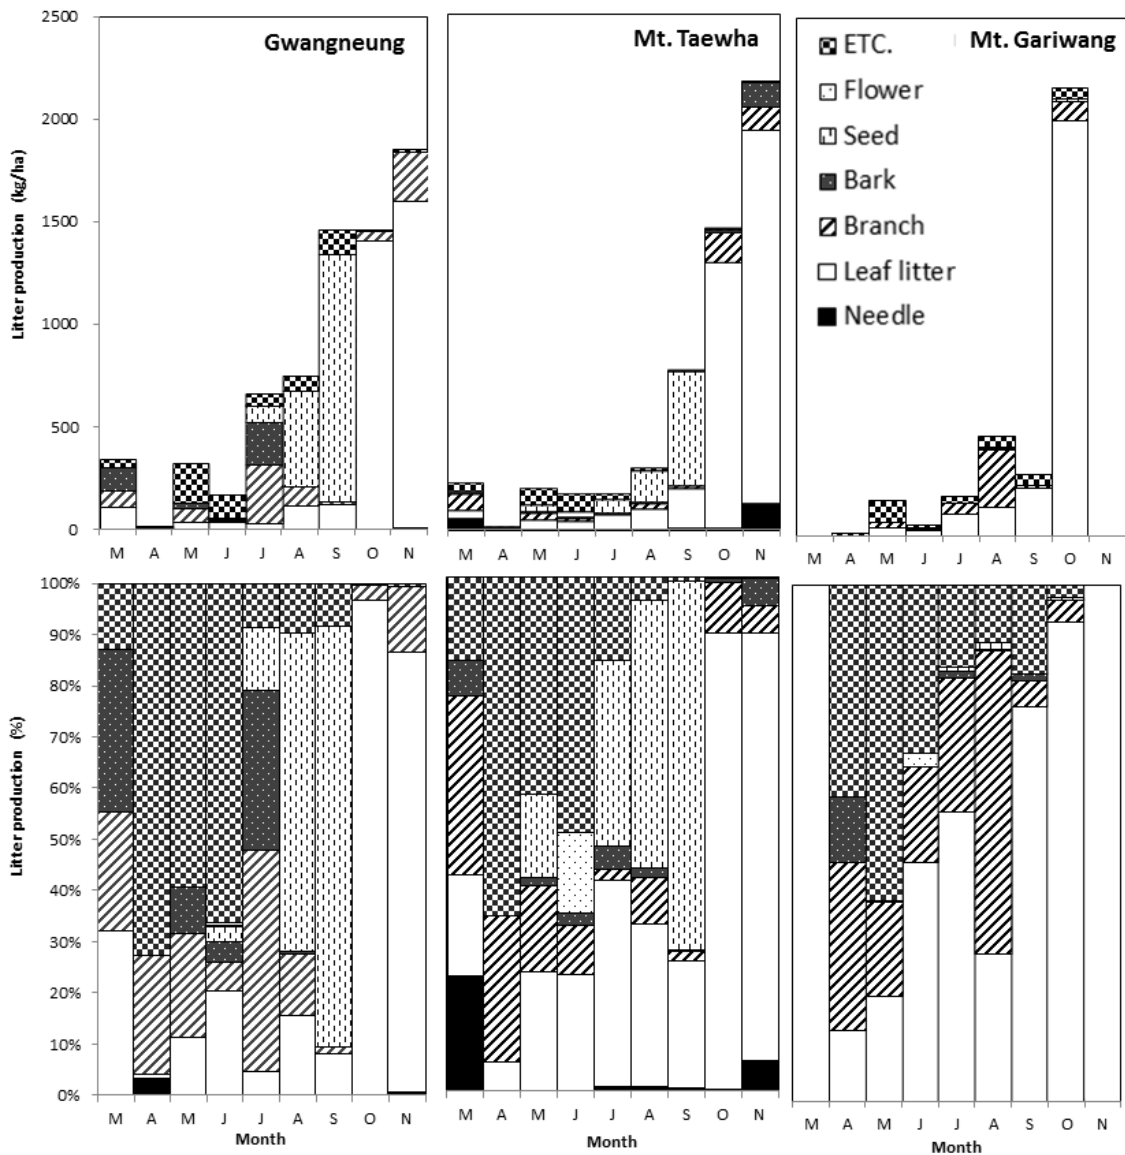 Gwangneung
Mt. Taewha
Mt. Gariwang
ETC.
Flower
Seed
Bark
Branch
Leaf litter
Needle
Litter production (kg/ha)
2500
2000
1500
1000
500
0
M A M J J A S O N
M A M J J A S O N
M A M J J A S O N
Litter production (%)
100%
90%
80%
70%
60%
50%
40%
30%
20%
10%
0%
M A M J J A S O N
M A M J J A S O N
M A M J J A S O N
Month
Month
Month